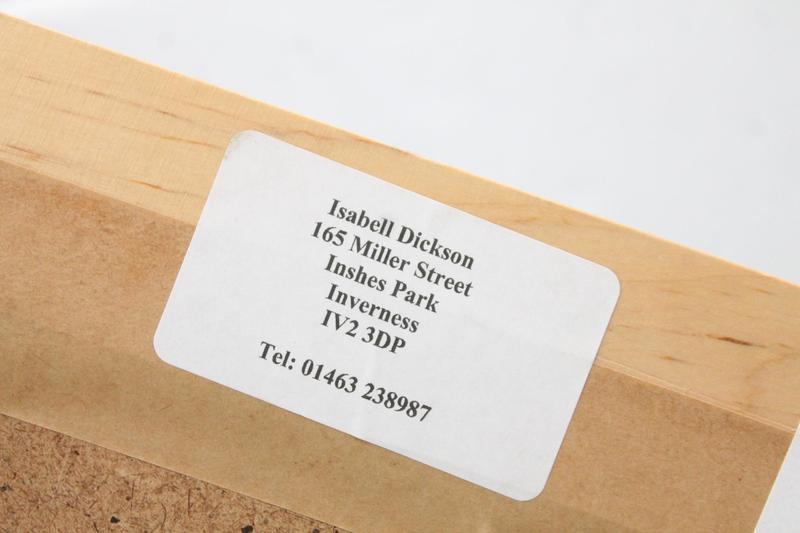 Isabell Dickson
165 Miller Street
Inshes Park
Inverness
IV2 3DP
Tel: 01463 238987